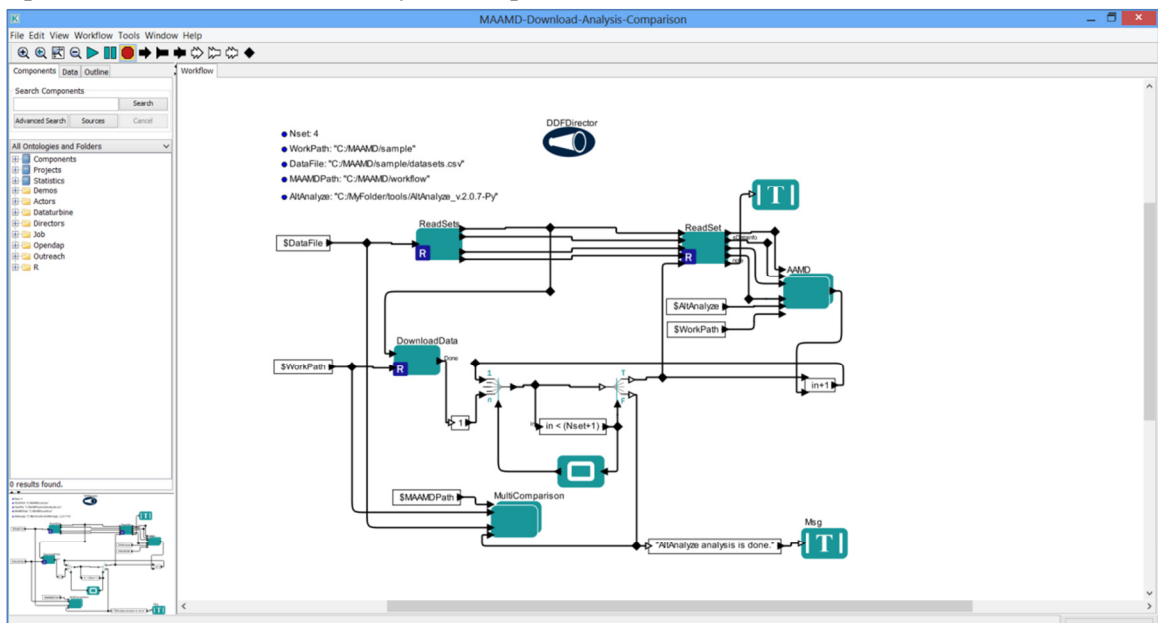 MAAMD-Download-Analysis-Comparison
File Edit View Workflow Tools Window Help
Components Data Outline
Workflow
Search Components
Search
Advanced Search Sources Cancel
All Ontologies and Folders
Components
Projects
Statistics
Demos
Actors
Dataturbine
Directors
Job
Opendap
Outreach
R
0 results found.
Nset: 4
WorkPath: "C:/MAAMD/sample"
DataFile: "C:/MAAMD/sample/datasets.csv"
MAAMDPath: "C:/MAAMD/workflow"
AltAnalyze: "C:/MyFolder/tools/AltAnalyze_v.2.0.7-Py"
DDFDirector
T
ReadSets
R
ReadSet
R
$DataFile
AAMD
$AltAnalyze
$WorkPath
DownloadData
Done
R
$WorkPath
1
n
T
F
in+1
1
in
in < (Nset+1)
$MAAMDPath
MultiComparison
"AltAnalyze analysis is done."
Msg
T